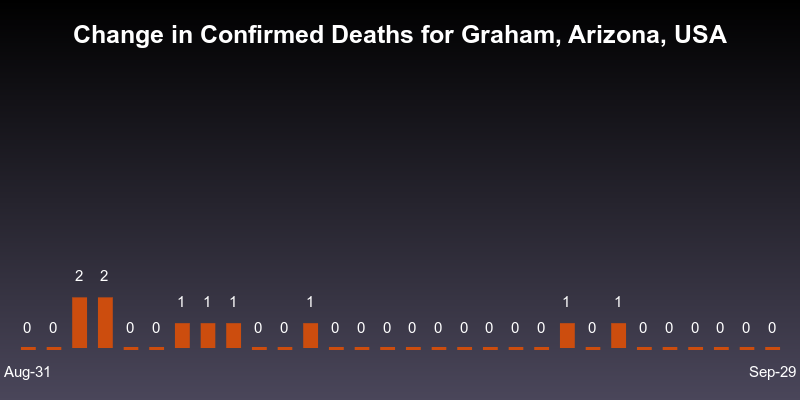 Change in Confirmed Deaths for Graham, Arizona, USA
0 0 2 2 0 0 1 1 1 0 0 1 0 0 0 0 0 0 0 0 0 1 0 1 0 0 0 0 0 0
Aug-31 Sep-29